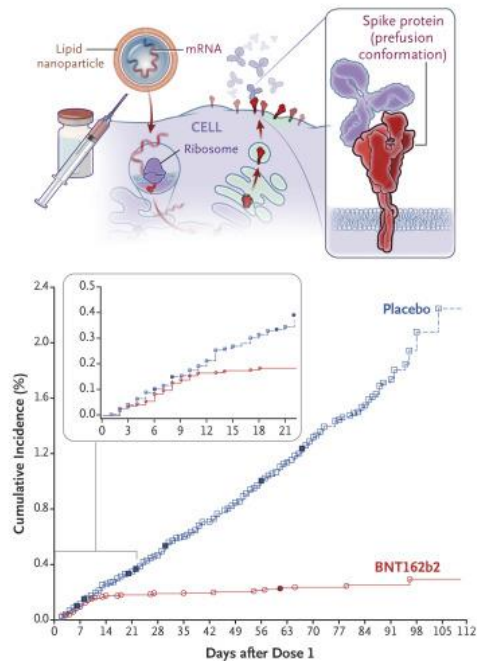 Lipid
nanoparticle
mRNA
CELL
Ribosome
Spike protein
(prefusion
conformation)
Placebo
BNT162b2
Cumulative Incidence (%)
2.4
2.0
1.6
1.2
0.8
0.4
0.0
0.5
0.4
0.3
0.2
0.1
0.0
0 3 6 9 12 15 18 21
0 7 14 21 28 35 42 49 56 63 70 77 84 91 98 105 112
Days after Dose 1